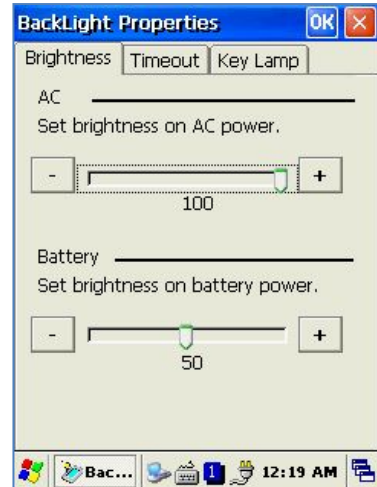 BackLight Properties OK ×
Brightness Timeout Key Lamp
AC
Set brightness on AC power.
- +
100
Battery
Set brightness on battery power.
- +
50
Bac... 1 12:19 AM